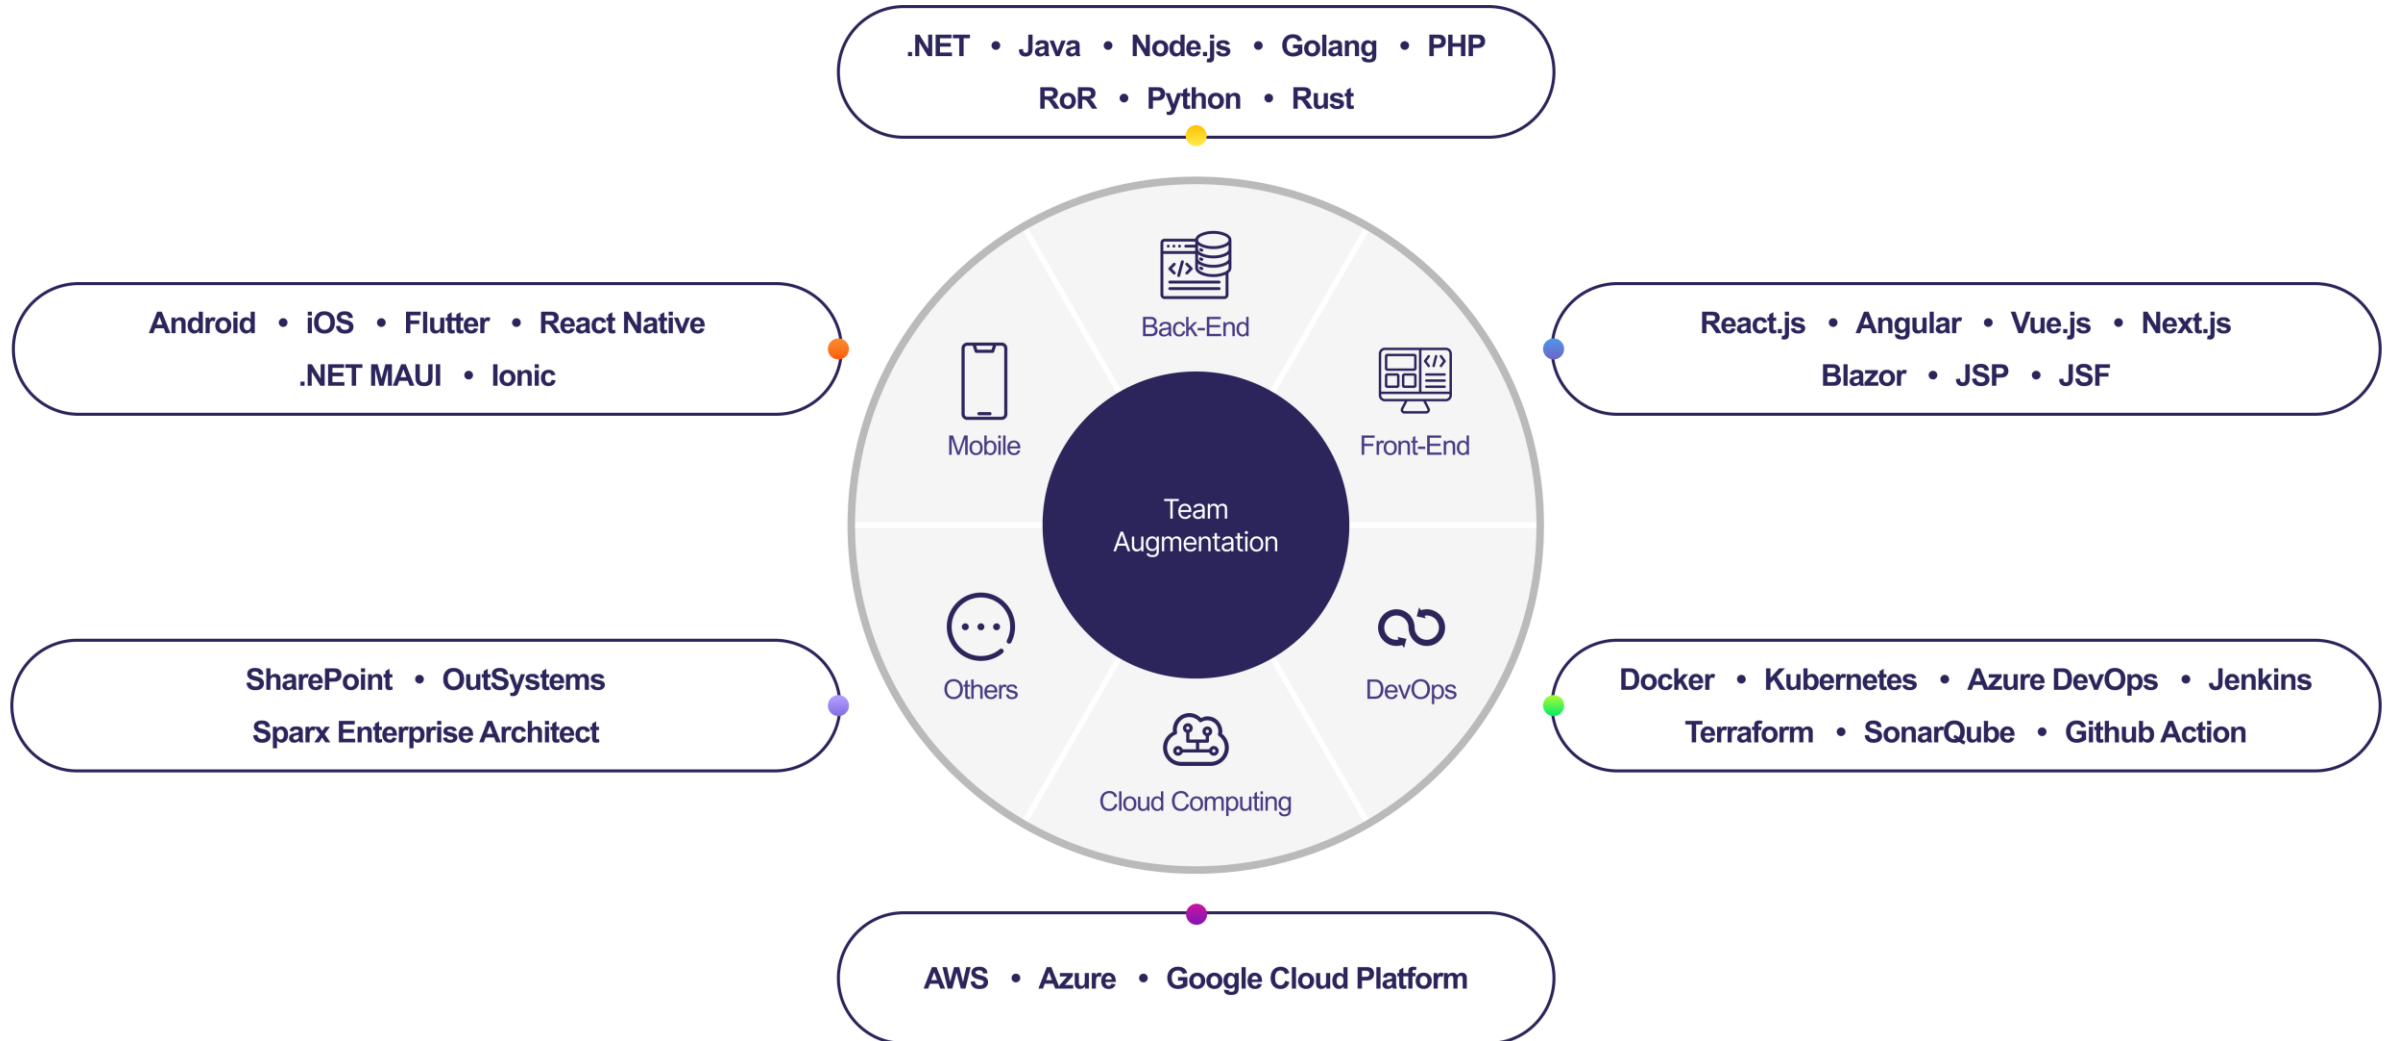 .NET • Java • Node.js • Golang • PHP
RoR • Python • Rust
Android • iOS • Flutter • React Native
.NET MAUI • Ionic
React.js • Angular • Vue.js • Next.js
Blazor • JSP • JSF
Back-End
Mobile
Front-End
Team
Augmentation
Others
DevOps
Cloud Computing
SharePoint • OutSystems
Sparx Enterprise Architect
Docker • Kubernetes • Azure DevOps • Jenkins
Terraform • SonarQube • Github Action
AWS • Azure • Google Cloud Platform